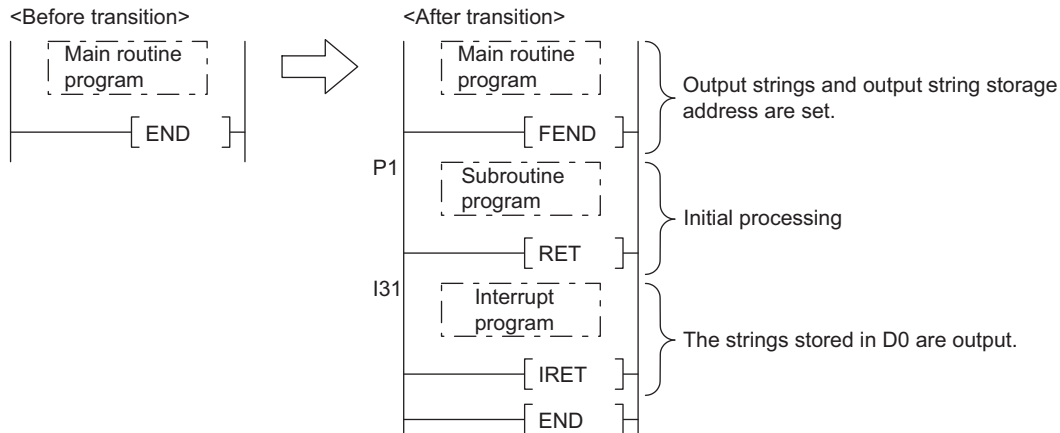 <Before transition>
Main routine
program
END
<After transition>
Main routine
program
FEND
Output strings and output string storage
address are set.
P1
Subroutine
program
RET
Initial processing
I31
Interrupt
program
IRET
The strings stored in D0 are output.
END